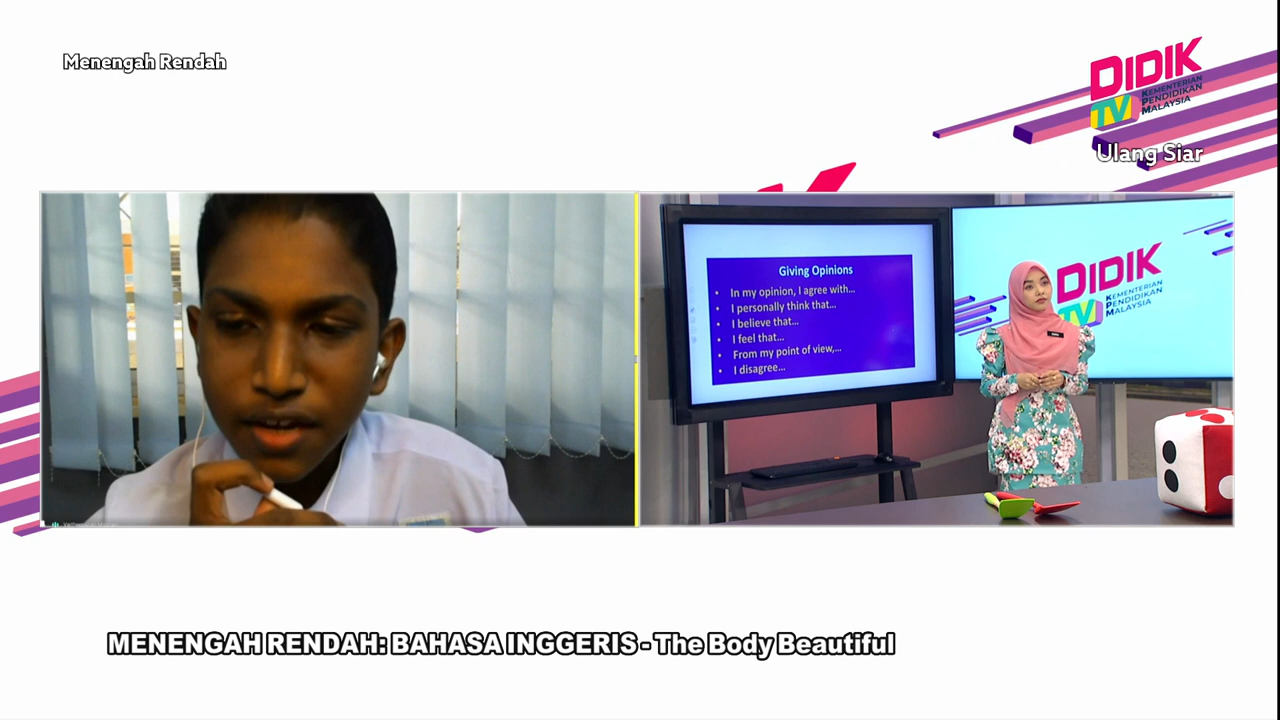 Menengah Rendah
DIDIK
TV
KEMENTERIAN
PENDIDIKAN
MALAYSIA
Ulang Siar
Giving Opinions
• In my opinion, I agree with...
• I personally think that...
• I believe that...
• I feel that...
• From my point of view,...
• I disagree...
DIDIK
TV
KEMENTERIAN
PENDIDIKAN
MALAYSIA
MENENGAH RENDAH: BAHASA INGGERIS - The Body Beautiful